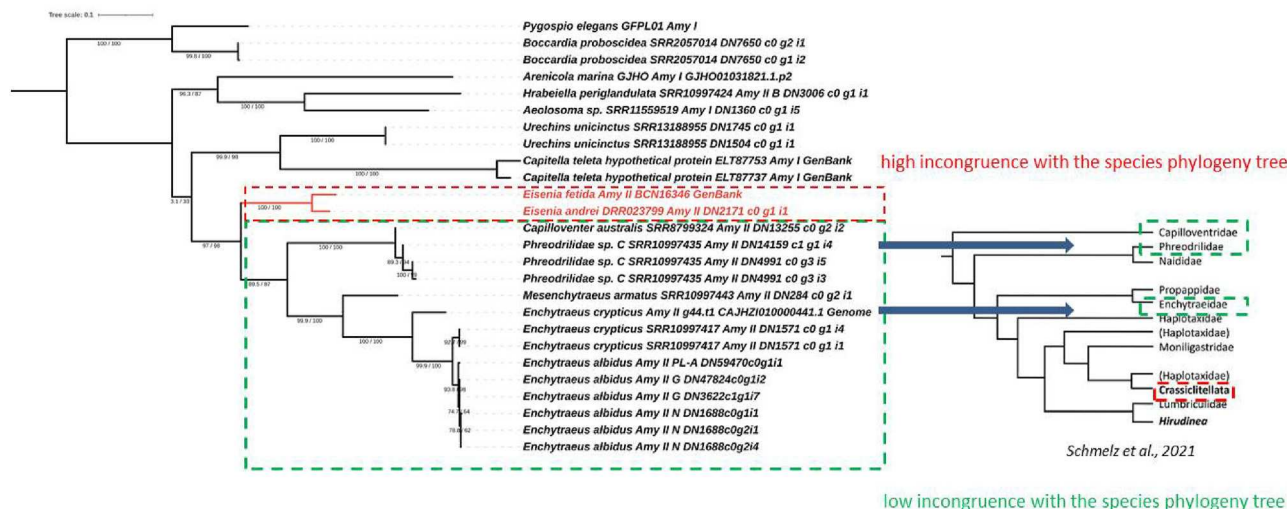 Tree scale: 0.1
Pygospio elegans GFPL01 Amy I
100 / 100
Boccardia proboscidea SRR2057014 DN7650 c0 g2 i1
99.8 / 100
Boccardia proboscidea SRR2057014 DN7650 c0 g1 i2
Arenicola marina GJHO Amy I GJHO01031821.1.p2
96.3 / 87
Hrabeiella periglandulata SRR10997424 Amy II B DN3006 c0 g1 i1
100 / 100
Aeolosoma sp. SRR11559519 Amy I DN1360 c0 g1 i5
Urechins unicinctus SRR13188955 DN1745 c0 g1 i1
100 / 100
Urechins unicinctus SRR13188955 DN1504 c0 g1 i1
99.9 / 98
Capitella teleta hypothetical protein ELT87753 Amy I GenBank
high incongruence with the species phylogeny tree
100 / 100
Capitella teleta hypothetical protein ELT87737 Amy I GenBank
Eisenia fetida Amy II BCN16346 GenBank
3.1 / 33
100 / 100
Eisenia andrei DRR023799 Amy II DN2171 c0 g1 i1
Capilloventer australis SRR8799324 Amy II DN13255 c0 g2 i2
Capilloventridae
97 / 98
100 / 100
Phreodrilidae sp. C SRR10997435 Amy II DN14159 c1 g1 i4
Phreodrilidae
Phreodrilidae sp. C SRR10997435 Amy II DN4991 c0 g3 i5
Naididae
Phreodrilidae sp. C SRR10997435 Amy II DN4991 c0 g3 i3
89.5 / 87
Mesenchytraeus armatus SRR10997443 Amy II DN284 c0 g2 i1
Propappidae
99.9 / 100
Enchytraeus crypticus Amy II g44.t1 CAJHZI010000441.1 Genome
Enchytraeidae
Haplotaxidae
Enchytraeus crypticus SRR10997417 Amy II DN1571 c0 g1 i4
(Haplotaxidae)
100 / 100
Enchytraeus crypticus SRR10997417 Amy II DN1571 c0 g1 i1
Moniligastridae
Enchytraeus albidus Amy II PL-A DN59470c0g1i1
99.9 / 100
Enchytraeus albidus Amy II G DN47824c0g1i2
(Haplotaxidae)
Enchytraeus albidus Amy II G DN3622c1g1i7
Crassiclitellata
Lumbriculidae
Enchytraeus albidus Amy II N DN1688c0g1i1
Hirudinea
Enchytraeus albidus Amy II N DN1688c0g2i1
Enchytraeus albidus Amy II N DN1688c0g2i4
Schmelz et al., 2021
low incongruence with the species phylogeny tree